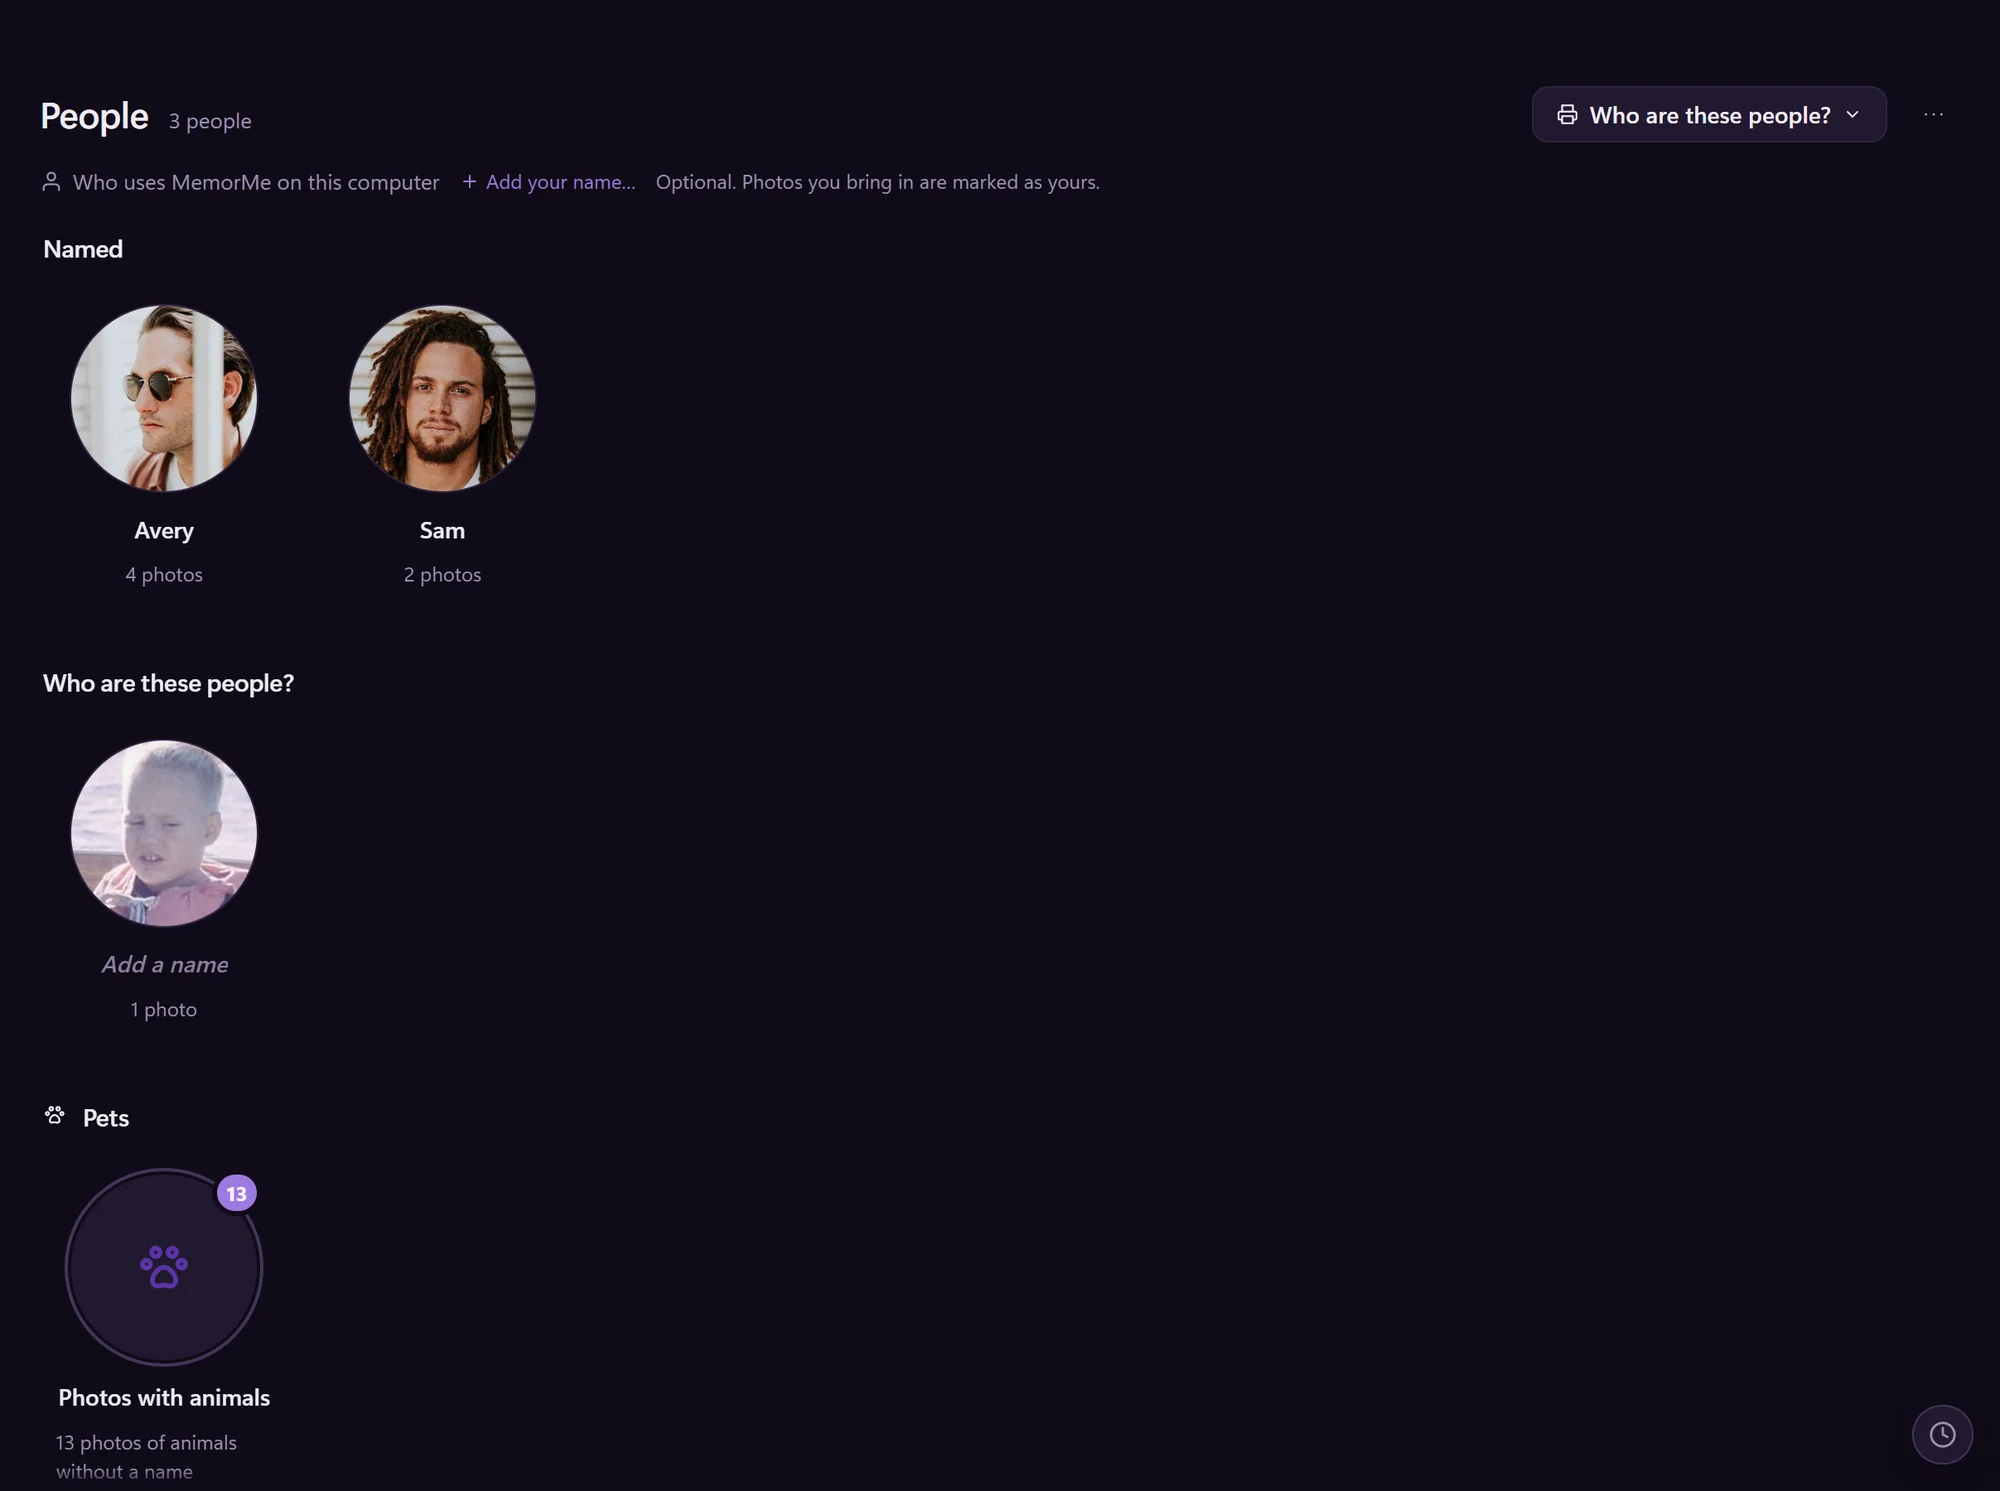 People 3 people
Who are these people?
Who uses MemorMe on this computer + Add your name... Optional. Photos you bring in are marked as yours.
Named
Avery
4 photos
Sam
2 photos
Who are these people?
Add a name
1 photo
Pets
13
Photos with animals
13 photos of animals
without a name